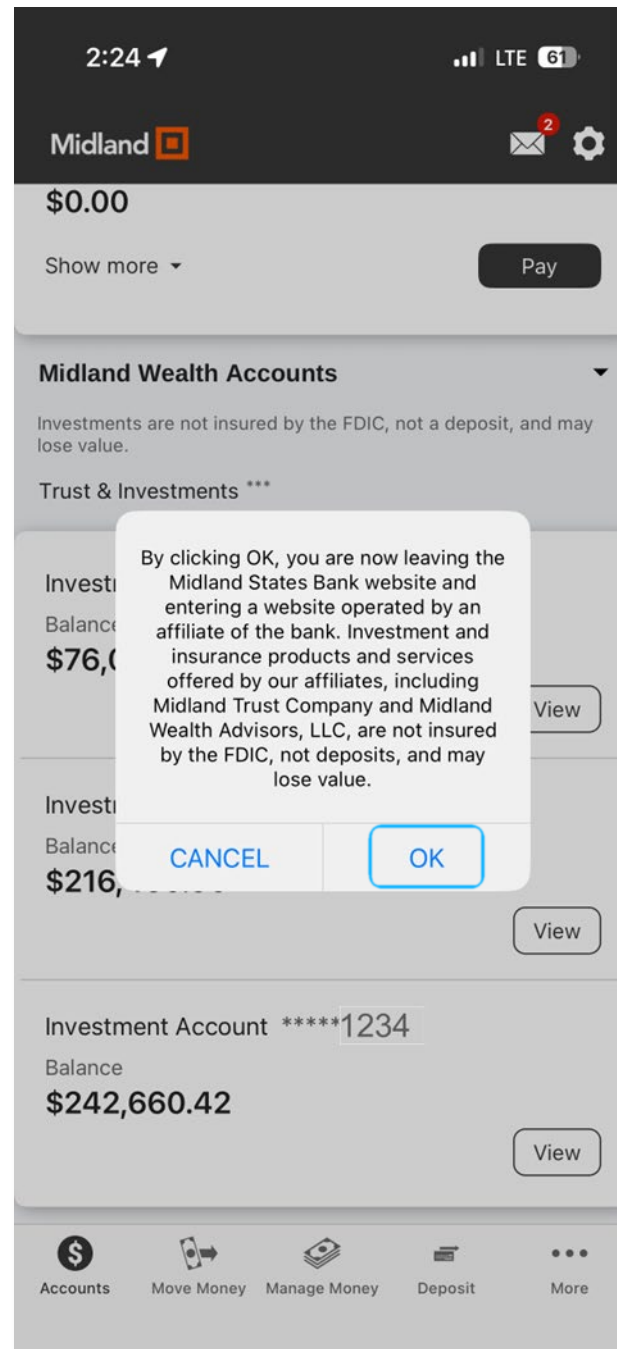 2:24 LTE 61
Midland 2
$0.00
Show more Pay
Midland Wealth Accounts
Investments are not insured by the FDIC, not a deposit, and may
lose value.
Trust & Investments ***
By clicking OK, you are now leaving the
Midland States Bank website and
entering a website operated by an
affiliate of the bank. Investment and
insurance products and services
offered by our affiliates, including
Midland Trust Company and Midland
Wealth Advisors, LLC, are not insured
by the FDIC, not deposits, and may
lose value.
CANCEL OK
Balance
View
Balance
View
Investment Account *****1234
Balance
$242,660.42
View
$
Accounts Move Money Manage Money Deposit More